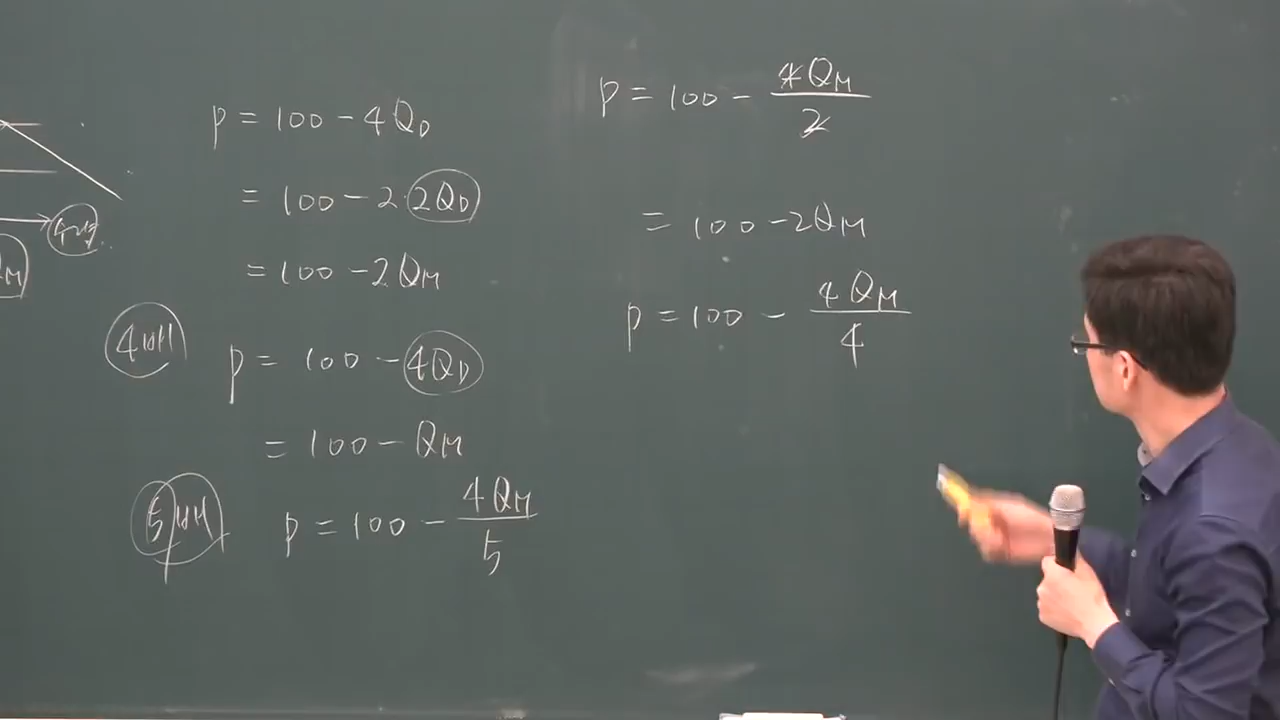 P = 100 - 4Q_D
= 100 - 2·2Q_D
= 100 - 2Q_M
4배
P = 100 - 4Q_D
= 100 - Q_M
5배
P = 100 - 4Q_M/5
P = 100 - 4Q_M/2
= 100 - 2Q_M
P = 100 - 4Q_M/4